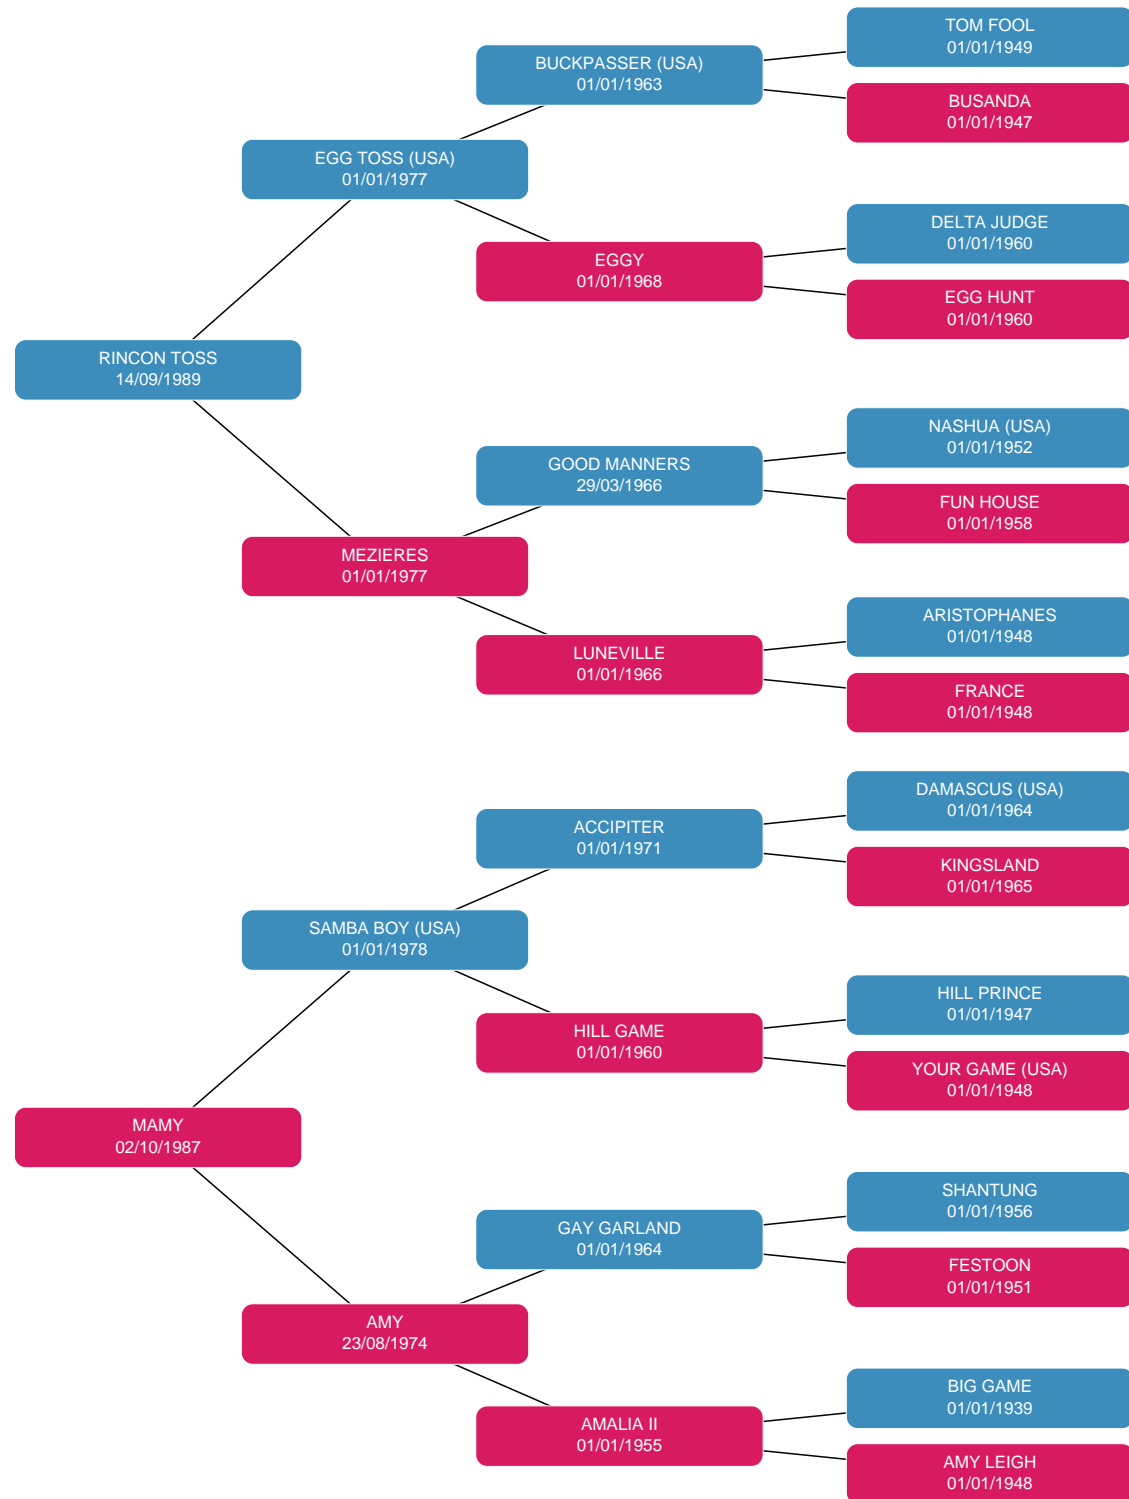 TOM FOOL
01/01/1949
BUCKPASSER (USA)
01/01/1963
BUSANDA
01/01/1947
EGG TOSS (USA)
01/01/1977
DELTA JUDGE
01/01/1960
EGGY
01/01/1968
EGG HUNT
01/01/1960
RINCON TOSS
14/09/1989
NASHUA (USA)
01/01/1952
GOOD MANNERS
29/03/1966
FUN HOUSE
01/01/1958
MEZIERES
01/01/1977
ARISTOPHANES
01/01/1948
LUNEVILLE
01/01/1966
FRANCE
01/01/1948
DAMASCUS (USA)
01/01/1964
ACCIPITER
01/01/1971
KINGSLAND
01/01/1965
SAMBA BOY (USA)
01/01/1978
HILL PRINCE
01/01/1947
HILL GAME
01/01/1960
YOUR GAME (USA)
01/01/1948
MAMY
02/10/1987
SHANTUNG
01/01/1956
GAY GARLAND
01/01/1964
FESTOON
01/01/1951
AMY
23/08/1974
BIG GAME
01/01/1939
AMALIA II
01/01/1955
AMY LEIGH
01/01/1948